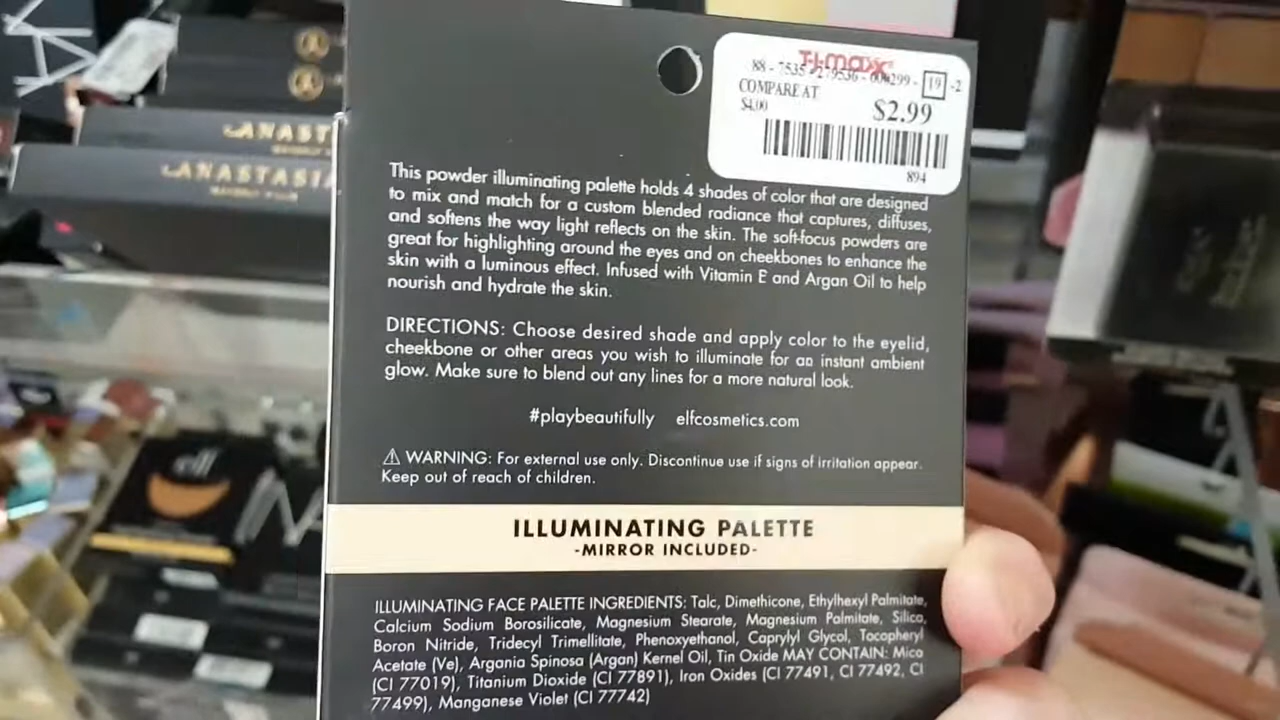 T.J.maxx
88 - 7535 - 279536 - 000299 - 19 -2
COMPARE AT
$4.00
$2.99
894
ANAST
ANASTASIA
This powder illuminating palette holds 4 shades of color that are designed
to mix and match for a custom blended radiance that captures, diffuses,
and softens the way light reflects on the skin. The soft-focus powders are
great for highlighting around the eyes and on cheekbones to enhance the
skin with a luminous effect. Infused with Vitamin E and Argan Oil to help
nourish and hydrate the skin.
DIRECTIONS: Choose desired shade and apply color to the eyelid,
cheekbone or other areas you wish to illuminate for an instant ambient
glow. Make sure to blend out any lines for a more natural look.
#playbeautifully elfcosmetics.com
⚠ WARNING: For external use only. Discontinue use if signs of irritation appear.
Keep out of reach of children.
elf
ILLUMINATING PALETTE
-MIRROR INCLUDED-
ILLUMINATING FACE PALETTE INGREDIENTS: Talc, Dimethicone, Ethylhexyl Palmitate,
Calcium Sodium Borosilicate, Magnesium Stearate, Magnesium Palmitate, Silica,
Boron Nitride, Tridecyl Trimellitate, Phenoxyethanol, Caprylyl Glycol, Tocopheryl
Acetate (Ve), Argania Spinosa (Argan) Kernel Oil, Tin Oxide MAY CONTAIN: Mica
(CI 77019), Titanium Dioxide (CI 77891), Iron Oxides (CI 77491, CI 77492, CI
77499), Manganese Violet (CI 77742)